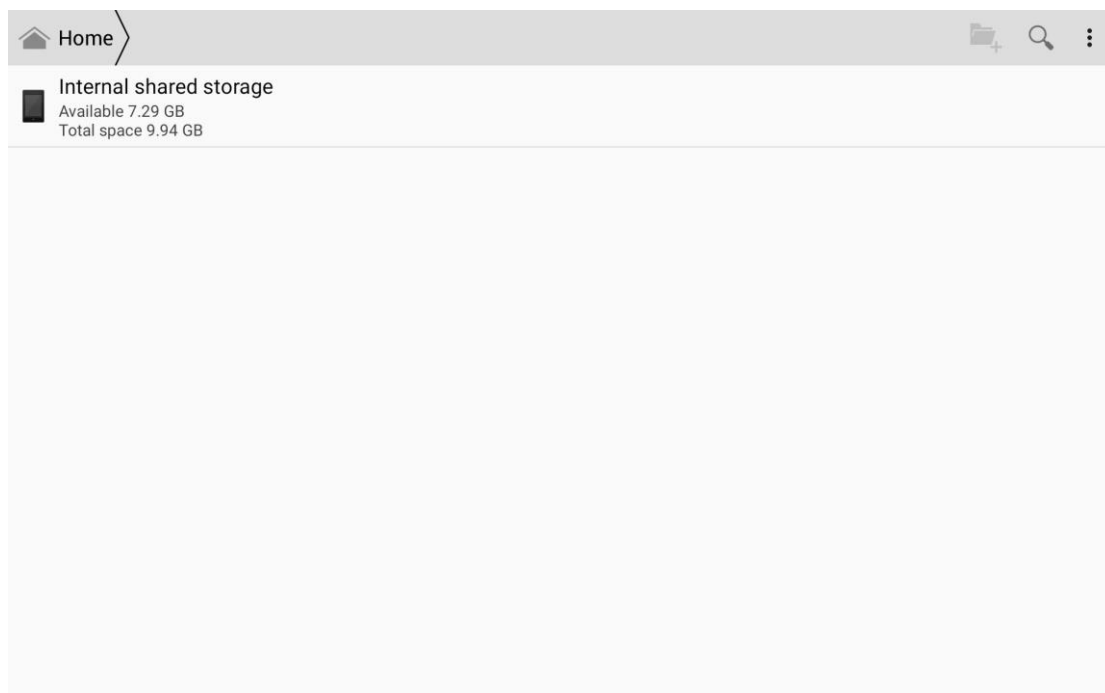 Home
Internal shared storage
Available 7.29 GB
Total space 9.94 GB